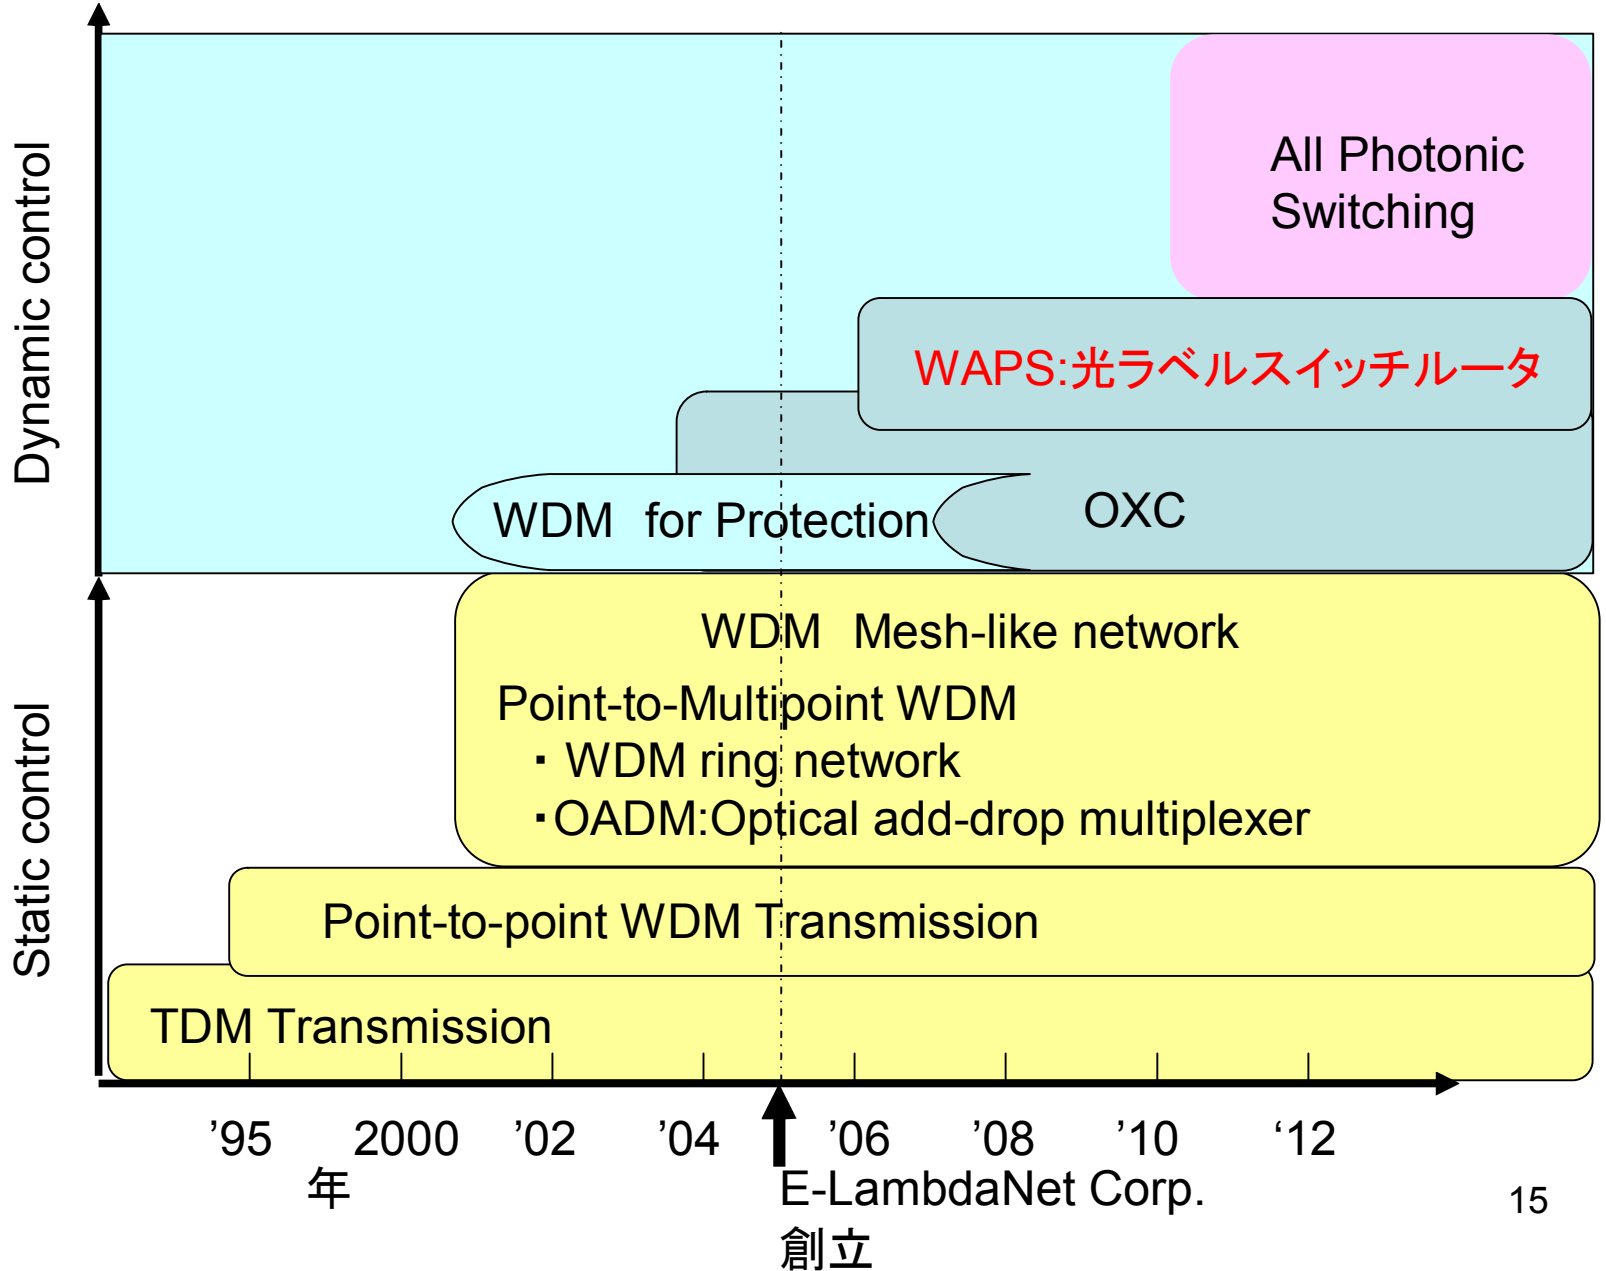 Dynamic control
All Photonic
Switching
WAPS:光ラベルスイッチルータ
WDM for Protection
OXC
Static control
WDM Mesh-like network
Point-to-Multipoint WDM
・WDM ring network
・OADM:Optical add-drop multiplexer
Point-to-point WDM Transmission
TDM Transmission
’95 2000 ’02 ’04 ’06 ’08 ’10 ‘12
年
E-LambdaNet Corp.
創立
15